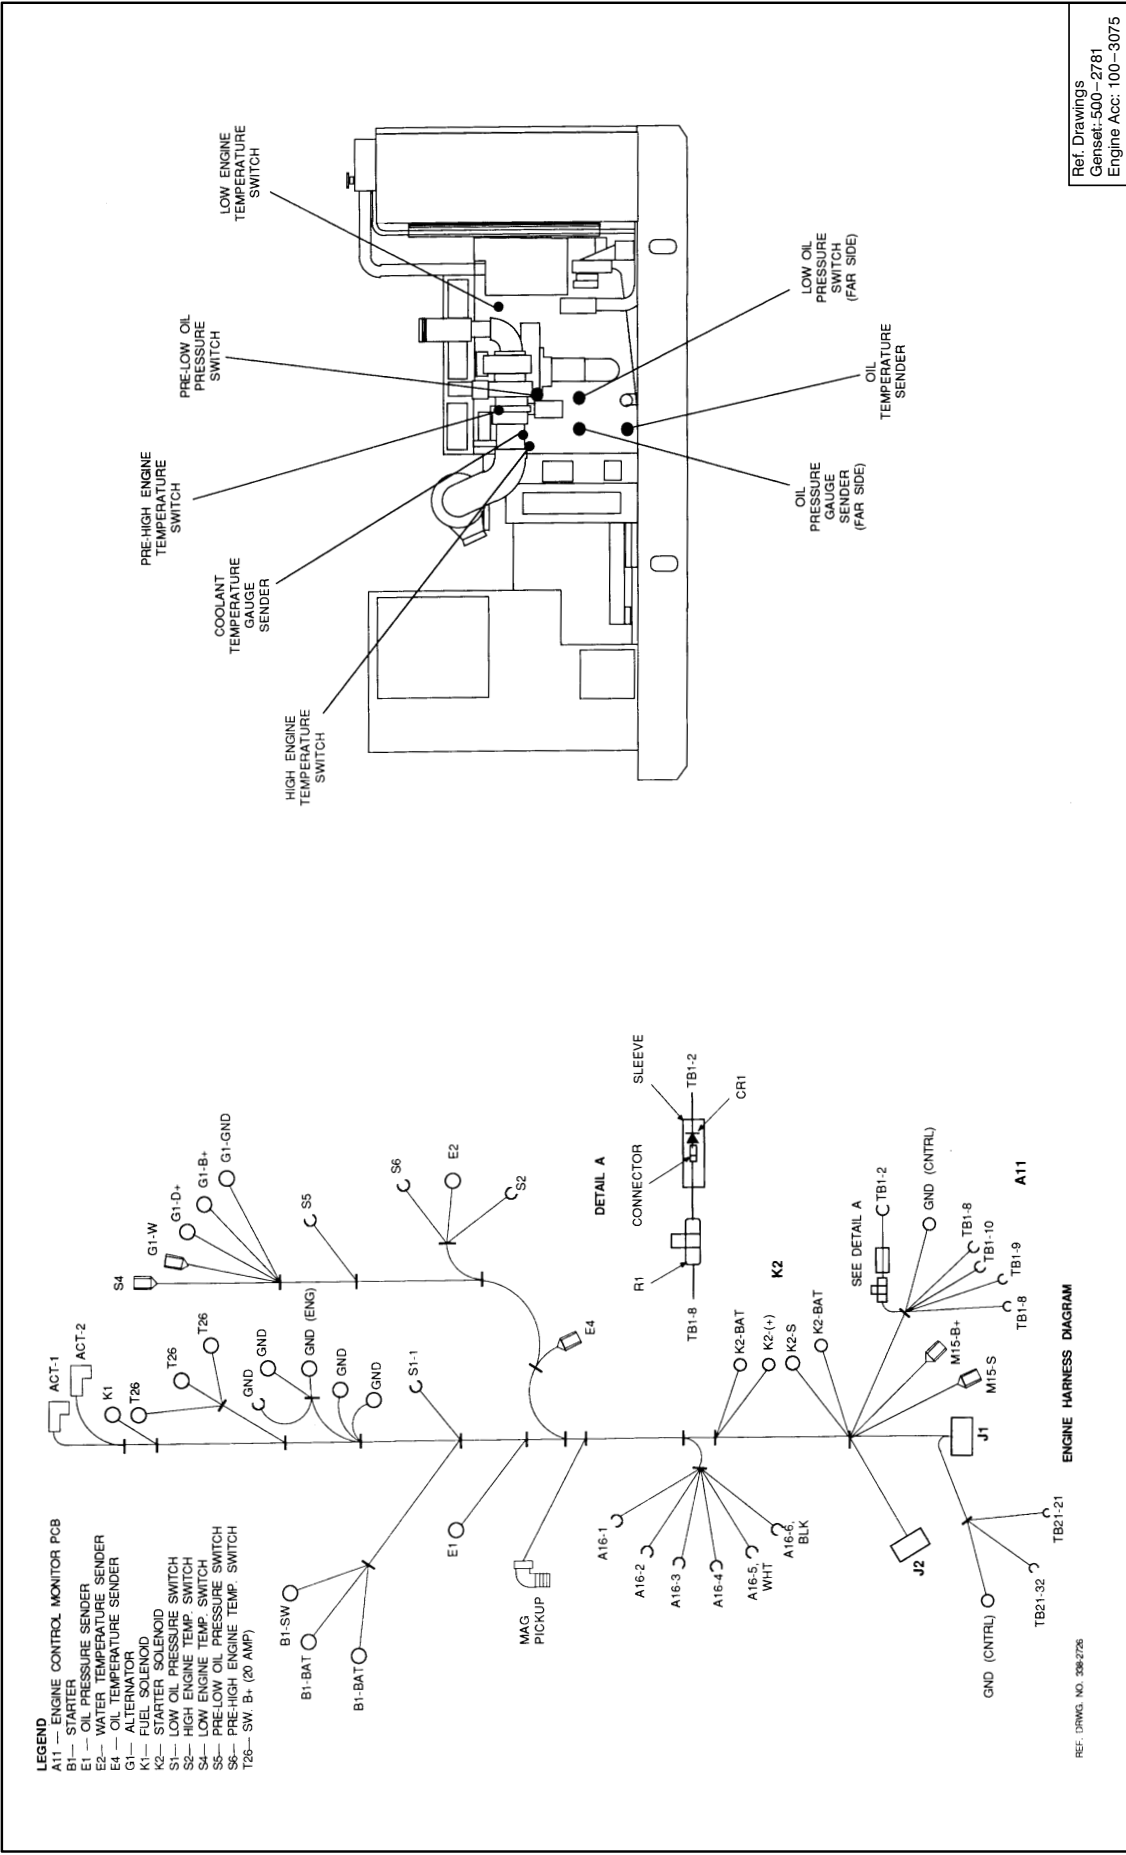 LEGEND
A11 — ENGINE CONTROL MONITOR PCB
B1— STARTER
E1 — OIL PRESSURE SENDER
E2— WATER TEMPERATURE SENDER
E4 — OIL TEMPERATURE SENDER
G1— ALTERNATOR
K1— FUEL SOLENOID
K2— STARTER SOLENOID
S1— LOW OIL PRESSURE SWITCH
S2— HIGH ENGINE TEMP. SWITCH
S4— LOW ENGINE TEMP. SWITCH
S5— PRE-LOW OIL PRESSURE SWITCH
S6— PRE-HIGH ENGINE TEMP. SWITCH
T26— SW. B+ (20 AMP)
ACT-1
ACT-2
K1
T26
T26
T26
GND
GND
GND (ENG)
GND
GND
S1-1
S4
G1-W
G1-D+
G1-B+
G1-GND
S5
S6
E2
S2
E4
B1-SW
B1-BAT
B1-BAT
E1
MAG
PICKUP
A16-1
A16-2
A16-3
A16-4
A16-5,
WHT
A16-6,
BLK
K2-BAT
K2-(+)
K2-S
K2-BAT
K2
DETAIL A
SLEEVE
CONNECTOR
R1
TB1-8
TB1-2
CR1
SEE DETAIL A
TB1-2
GND (CNTRL)
TB1-8
TB1-10
TB1-9
TB1-8
M15-B+
M15-S
J1
J2
A11
GND (CNTRL)
TB21-32
TB21-21
ENGINE HARNESS DIAGRAM
REF. DRWG. NO. 338-2726
LOW ENGINE
TEMPERATURE
SWITCH
PRE-LOW OIL
PRESSURE
SWITCH
PRE-HIGH ENGINE
TEMPERATURE
SWITCH
COOLANT
TEMPERATURE
GAUGE
SENDER
HIGH ENGINE
TEMPERATURE
SWITCH
LOW OIL
PRESSURE
SWITCH
(FAR SIDE)
OIL
TEMPERATURE
SENDER
OIL
PRESSURE
GAUGE
SENDER
(FAR SIDE)
Ref. Drawings
Genset: 500−2781
Engine Acc: 100−3075